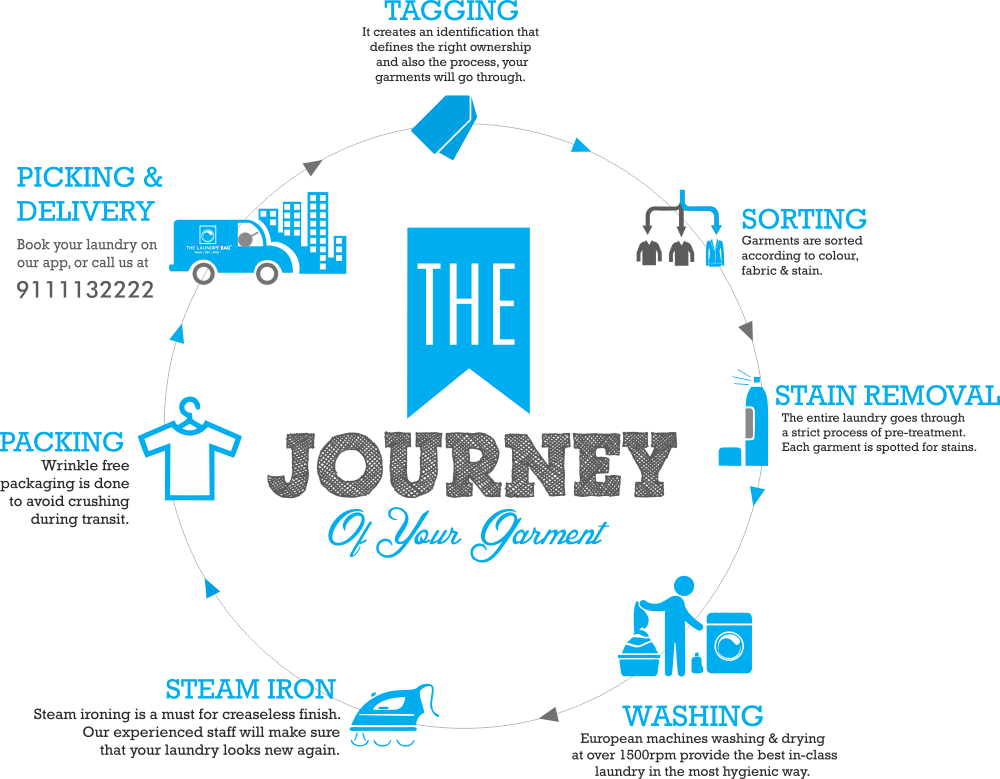 TAGGING
It creates an identification that
defines the right ownership
and also the process, your
garments will go through.
PICKING &
DELIVERY
Book your laundry on
our app, or call us at
9111132222
THE LAUNDRY BAG
SORTING
Garments are sorted
according to colour,
fabric & stain.
THE
JOURNEY
Of Your Garment
STAIN REMOVAL
The entire laundry goes through
a strict process of pre-treatment.
Each garment is spotted for stains.
PACKING
Wrinkle free
packaging is done
to avoid crushing
during transit.
STEAM IRON
Steam ironing is a must for creaseless finish.
Our experienced staff will make sure
that your laundry looks new again.
WASHING
European machines washing & drying
at over 1500rpm provide the best in-class
laundry in the most hygienic way.